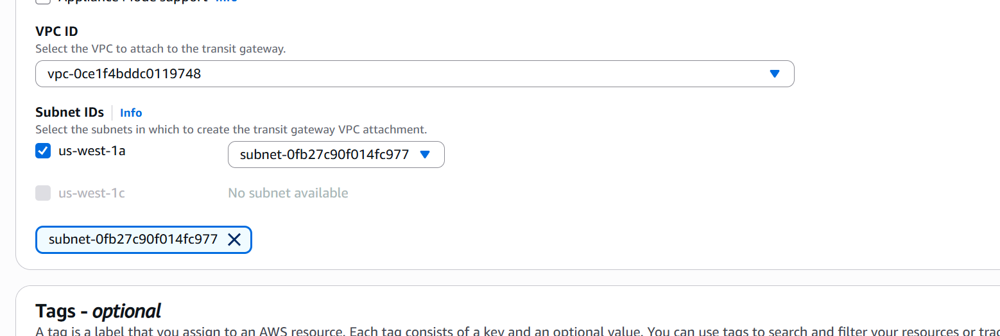 Appliance Mode support Info
VPC ID
Select the VPC to attach to the transit gateway.
vpc-0ce1f4bddc0119748
Subnet IDs Info
Select the subnets in which to create the transit gateway VPC attachment.
us-west-1a subnet-0fb27c90f014fc977
us-west-1c No subnet available
subnet-0fb27c90f014fc977
Tags - optional
A tag is a label that you assign to an AWS resource. Each tag consists of a key and an optional value. You can use tags to search and filter your resources or